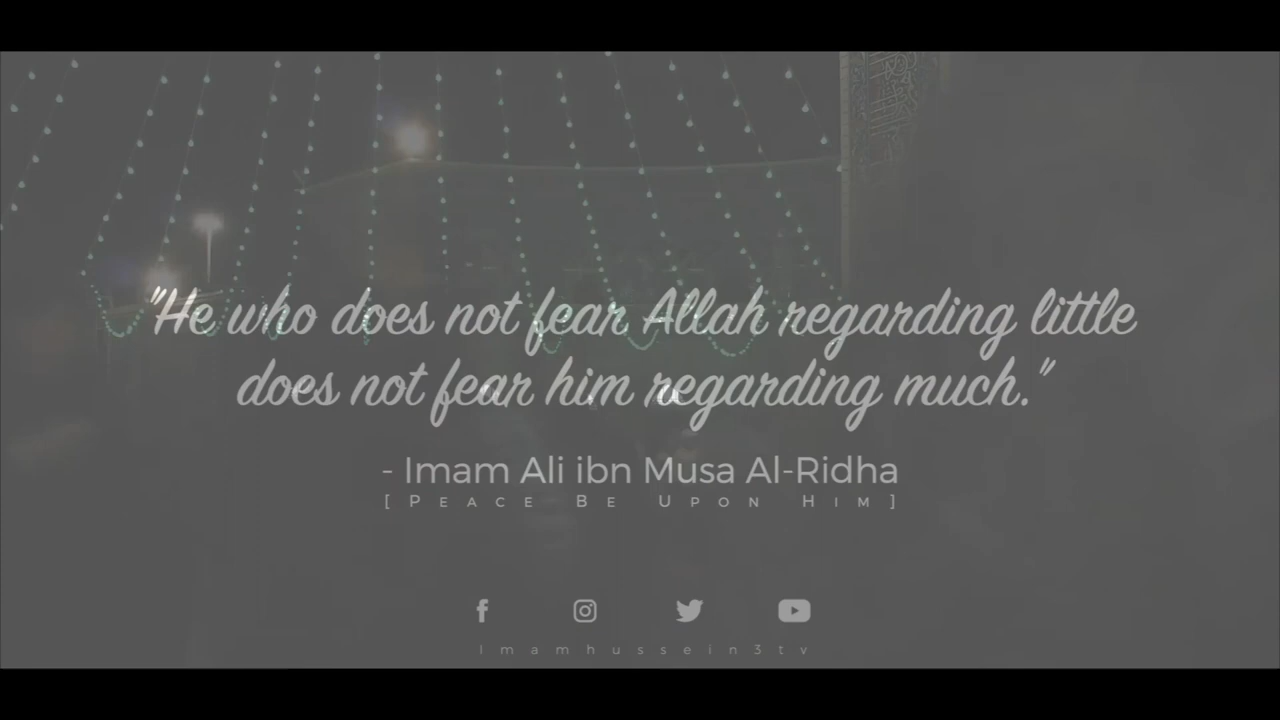 "He who does not fear Allah regarding little
does not fear him regarding much."
- Imam Ali ibn Musa Al-Ridha
[Peace Be Upon Him]
Imamhussein3tv